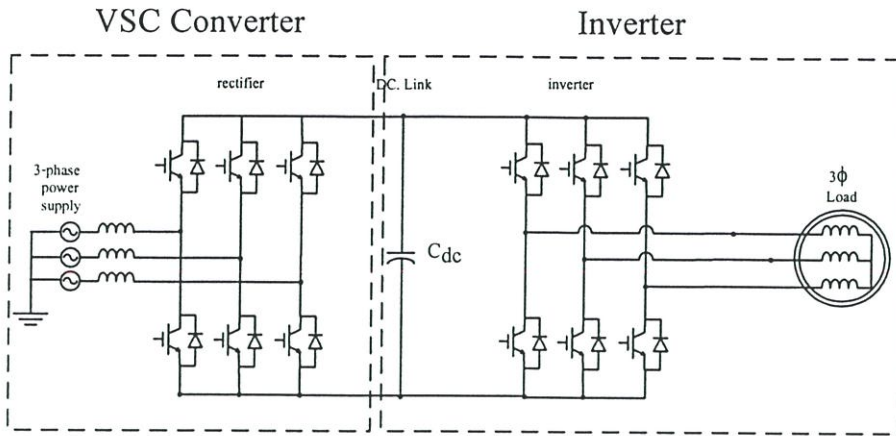 VSC Converter
Inverter
rectifier
DC. Link
inverter
3-phase
power
supply
3ϕ
Load
Cdc